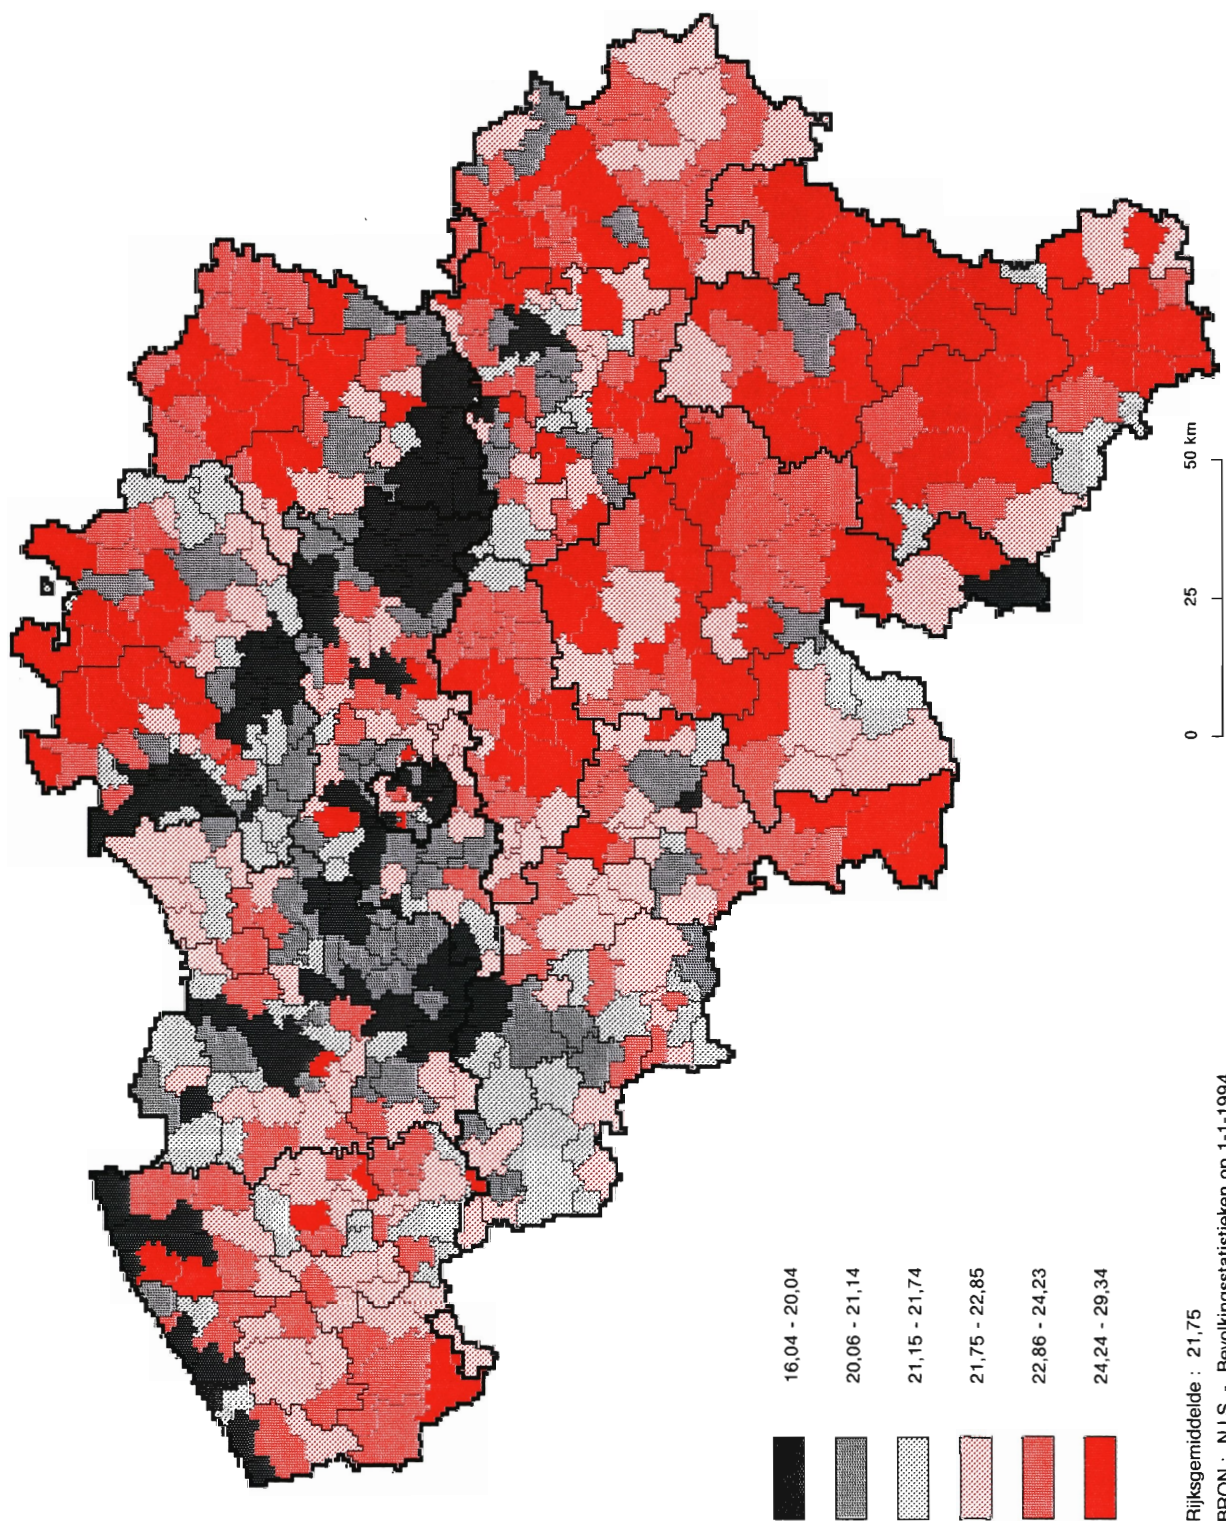 16,04 - 20,04
20,06 - 21,14
21,15 - 21,74
21,75 - 22,85
22,86 - 24,23
24,24 - 29,34
Rijksgemiddelde : 21,75
BRON : N.I.S. - Bevolkingsstatistieken op 1-1-1994
0 25 50 km